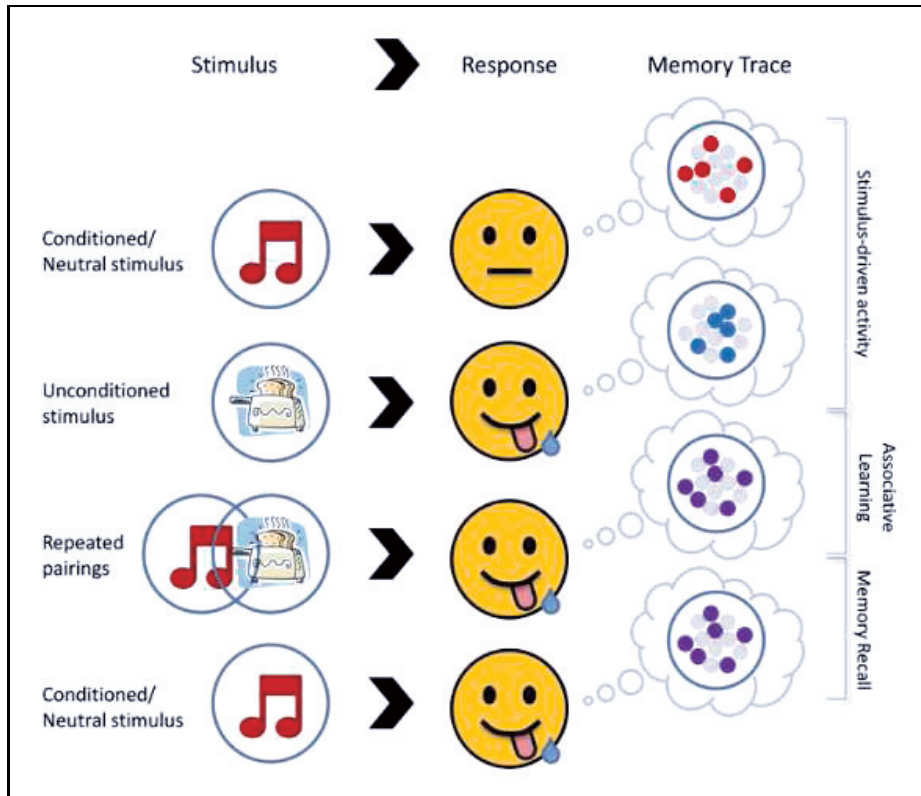 Stimulus
Response
Memory Trace
Conditioned/
Neutral stimulus
Unconditioned
stimulus
Repeated
pairings
Conditioned/
Neutral stimulus
Stimulus-driven activity
Associative
Learning
Memory Recall